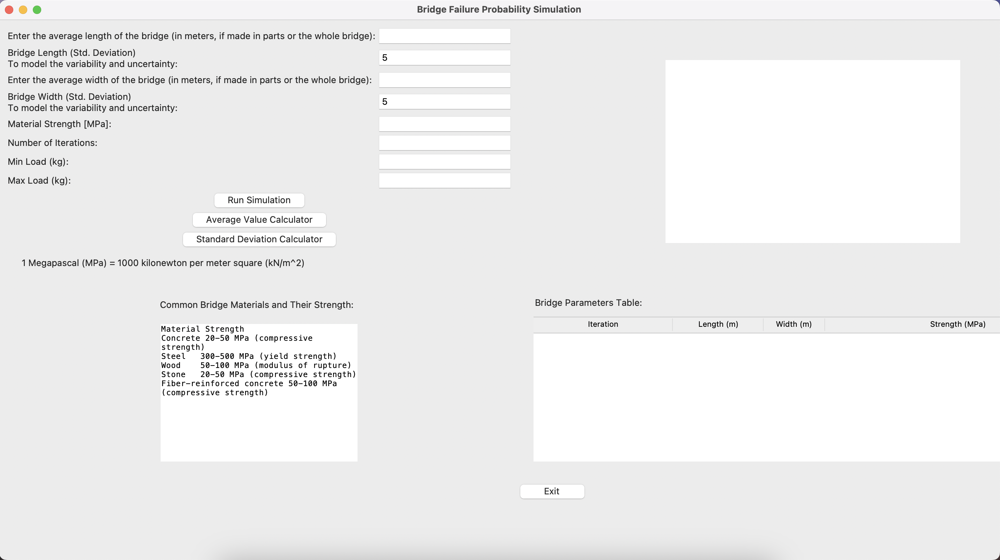 Bridge Failure Probability Simulation
Enter the average length of the bridge (in meters, if made in parts or the whole bridge):
Bridge Length (Std. Deviation)
To model the variability and uncertainty:
5
Enter the average width of the bridge (in meters, if made in parts or the whole bridge):
Bridge Width (Std. Deviation)
To model the variability and uncertainty:
5
Material Strength [MPa]:
Number of Iterations:
Min Load (kg):
Max Load (kg):
Run Simulation
Average Value Calculator
Standard Deviation Calculator
1 Megapascal (MPa) = 1000 kilonewton per meter square (kN/m^2)
Common Bridge Materials and Their Strength:
Material Strength
Concrete 20-50 MPa (compressive
strength)
Steel   300-500 MPa (yield strength)
Wood    50-100 MPa (modulus of rupture)
Stone   20-50 MPa (compressive strength)
Fiber-reinforced concrete 50-100 MPa
(compressive strength)
Bridge Parameters Table:
Iteration Length (m) Width (m) Strength (MPa)
Exit